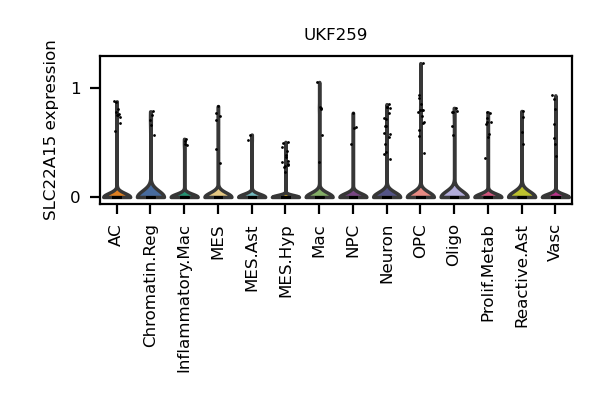 UKF259
SLC22A15 expression
1
0
AC
Chromatin.Reg
Inflammatory.Mac
MES
MES.Ast
MES.Hyp
Mac
NPC
Neuron
OPC
Oligo
Prolif.Metab
Reactive.Ast
Vasc